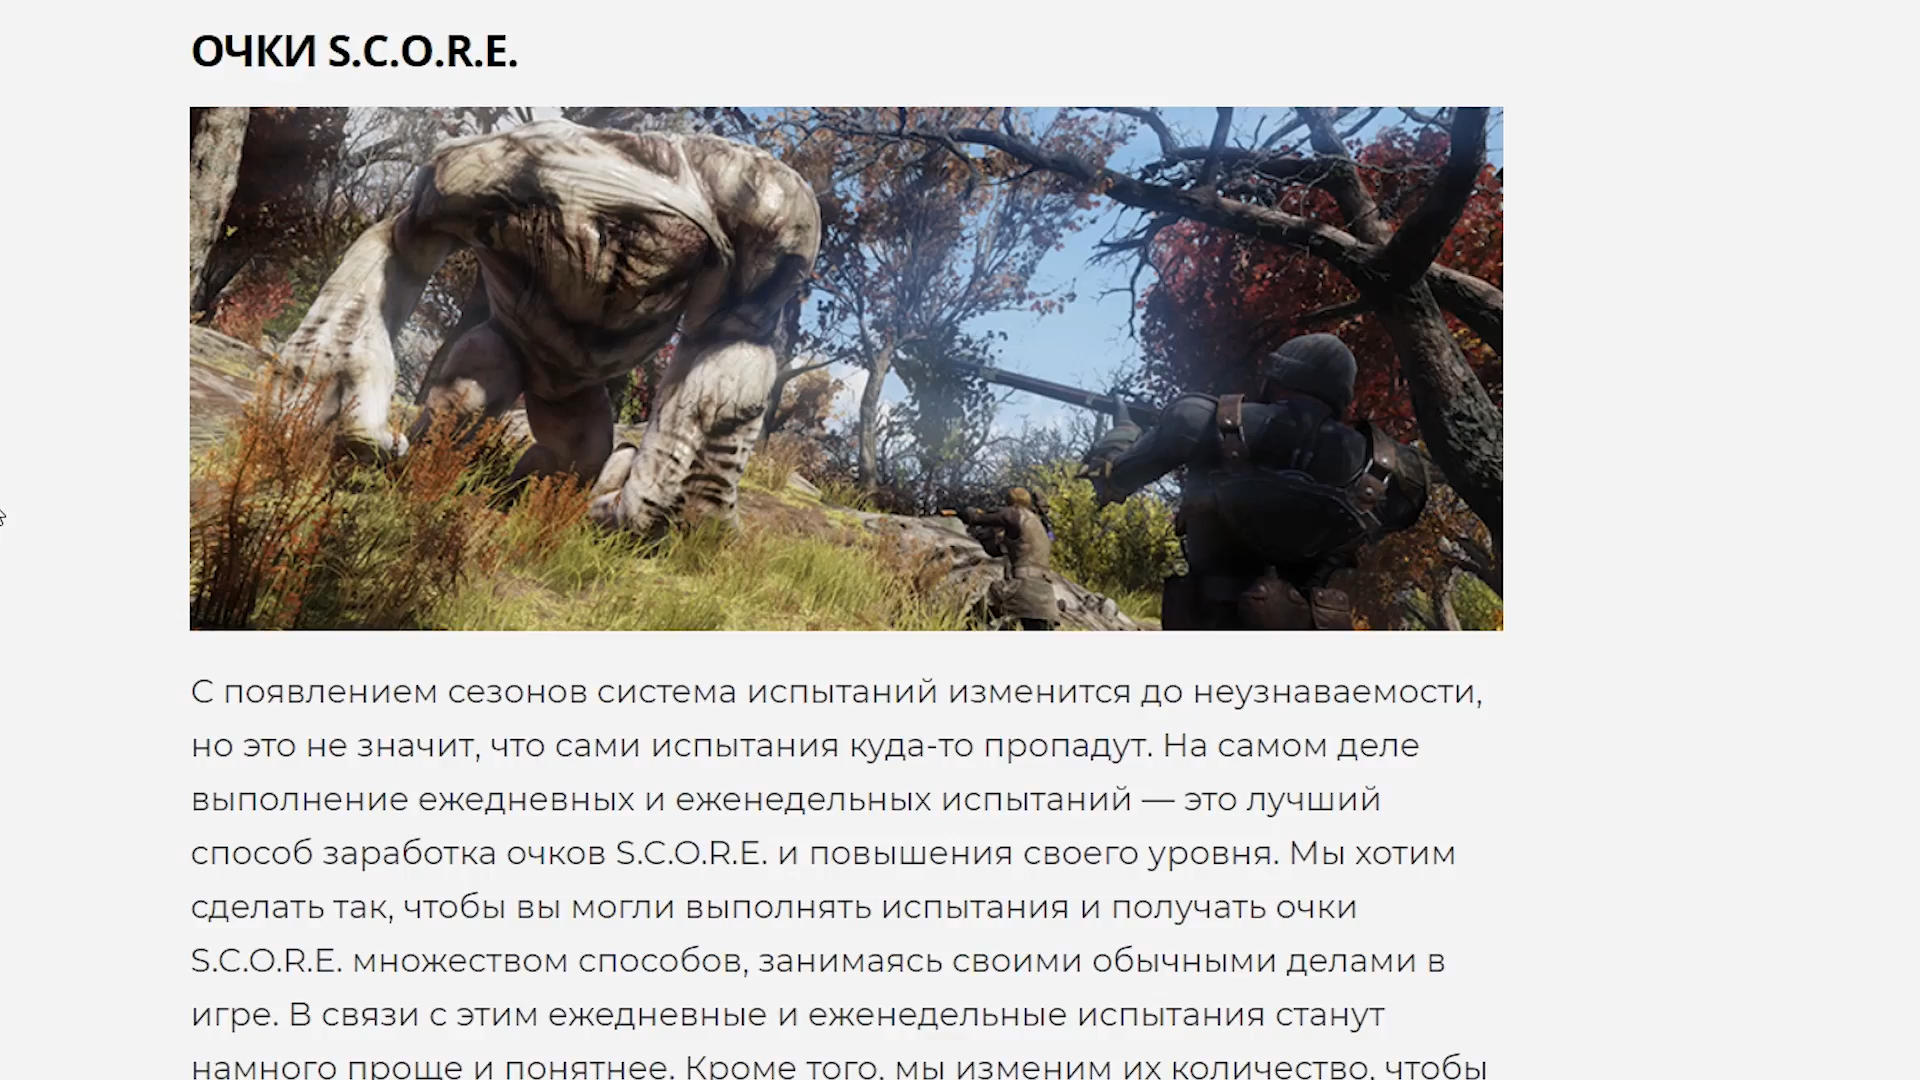 ОЧКИ S.C.O.R.E.
С появлением сезонов система испытаний изменится до неузнаваемости,
но это не значит, что сами испытания куда-то пропадут. На самом деле
выполнение ежедневных и еженедельных испытаний — это лучший
способ заработка очков S.C.O.R.E. и повышения своего уровня. Мы хотим
сделать так, чтобы вы могли выполнять испытания и получать очки
S.C.O.R.E. множеством способов, занимаясь своими обычными делами в
игре. В связи с этим ежедневные и еженедельные испытания станут
намного проще и понятнее. Кроме того, мы изменим их количество, чтобы